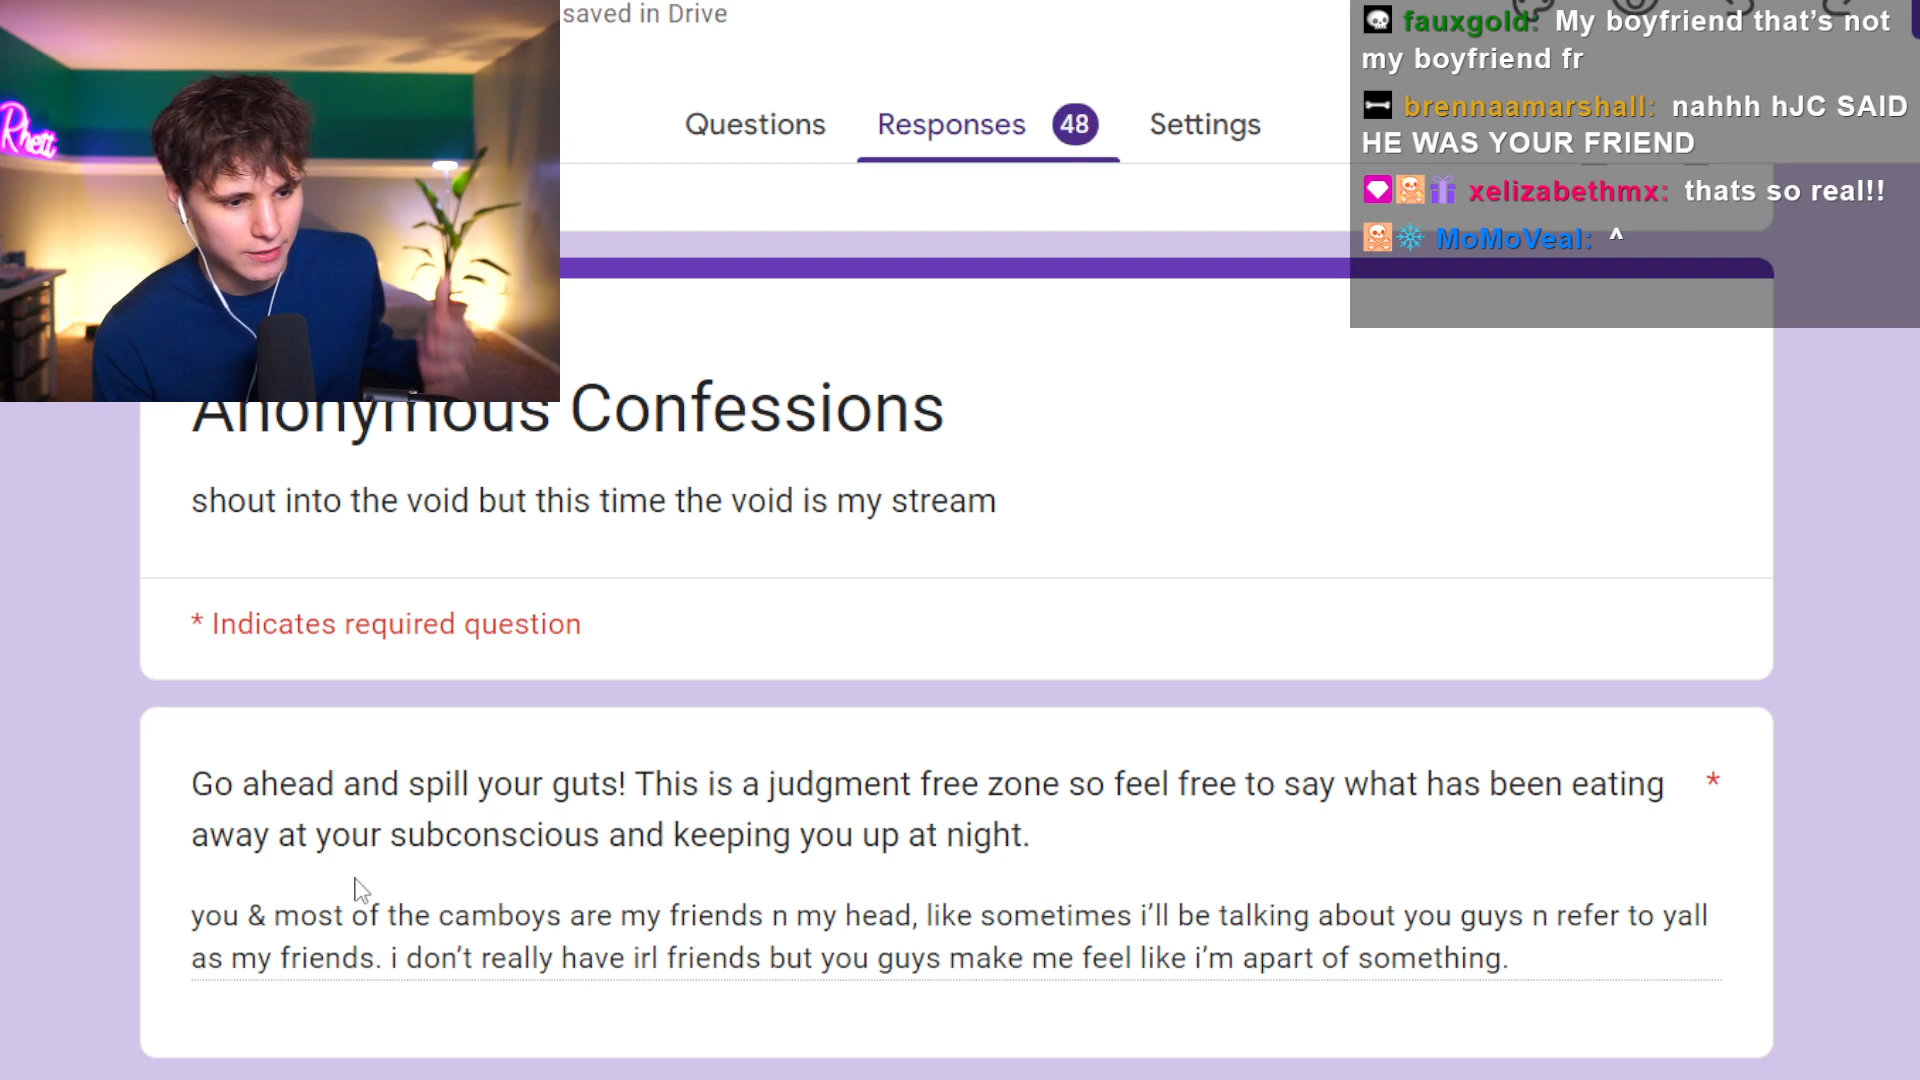 Rhett
saved in Drive
Questions Responses 48 Settings
fauxgold: My boyfriend that's not
my boyfriend fr
brennaamarshall: nahhh hJC SAID
HE WAS YOUR FRIEND
xelizabethmx: thats so real!!
MoMoVeal: ^
Anonymous Confessions
shout into the void but this time the void is my stream
* Indicates required question
Go ahead and spill your guts! This is a judgment free zone so feel free to say what has been eating *
away at your subconscious and keeping you up at night.
you & most of the camboys are my friends n my head, like sometimes i'll be talking about you guys n refer to yall
as my friends. i don't really have irl friends but you guys make me feel like i'm apart of something.